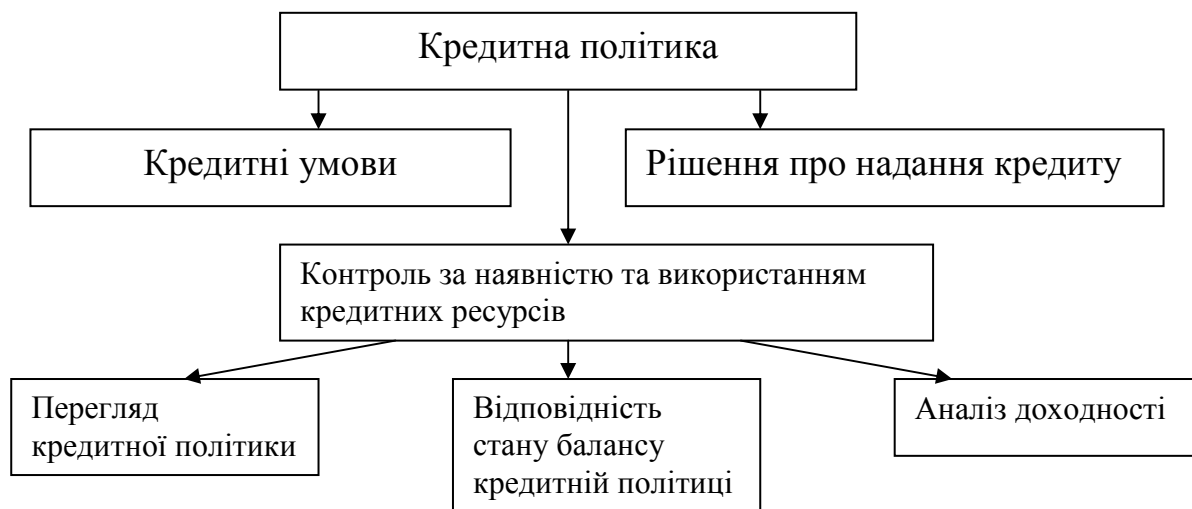 Кредитна політика
Кредитні умови
Рішення про надання кредиту
Контроль за наявністю та використанням
кредитних ресурсів
Перегляд
кредитної політики
Відповідність
стану балансу
кредитній політиці
Аналіз доходності